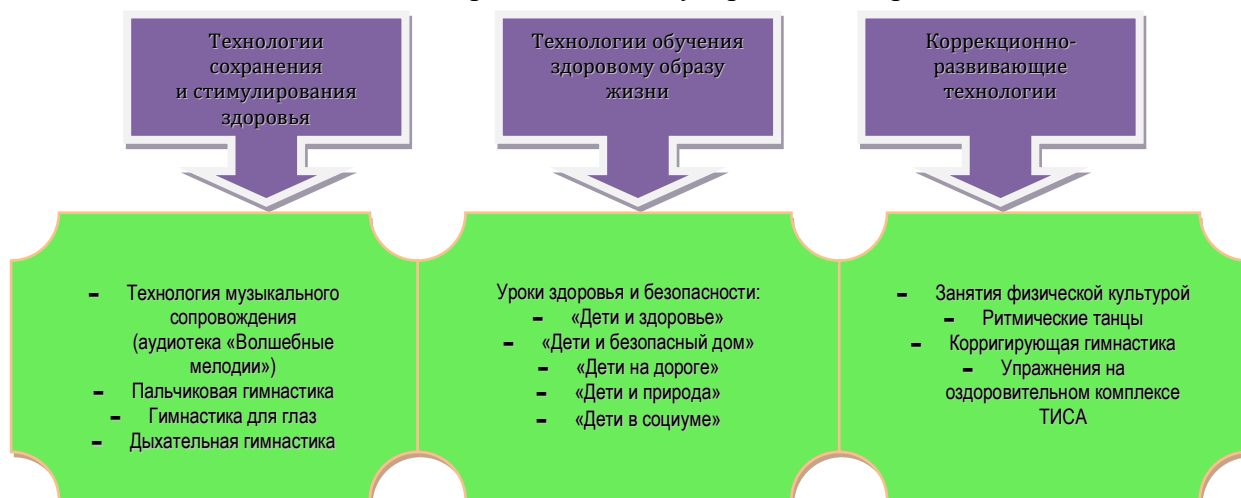 Технологии
сохранения
и стимулирования
здоровья
Технологии обучения
здоровому образу
жизни
Коррекционно-
развивающие
технологии
- Технология музыкального
сопровождения
(аудиотека «Волшебные
мелодии»)
- Пальчиковая гимнастика
- Гимнастика для глаз
- Дыхательная гимнастика
Уроки здоровья и безопасности:
- «Дети и здоровье»
- «Дети и безопасный дом»
- «Дети на дороге»
- «Дети и природа»
- «Дети в социуме»
- Занятия физической культурой
- Ритмические танцы
- Корригирующая гимнастика
- Упражнения на
оздоровительном комплексе
ТИСА